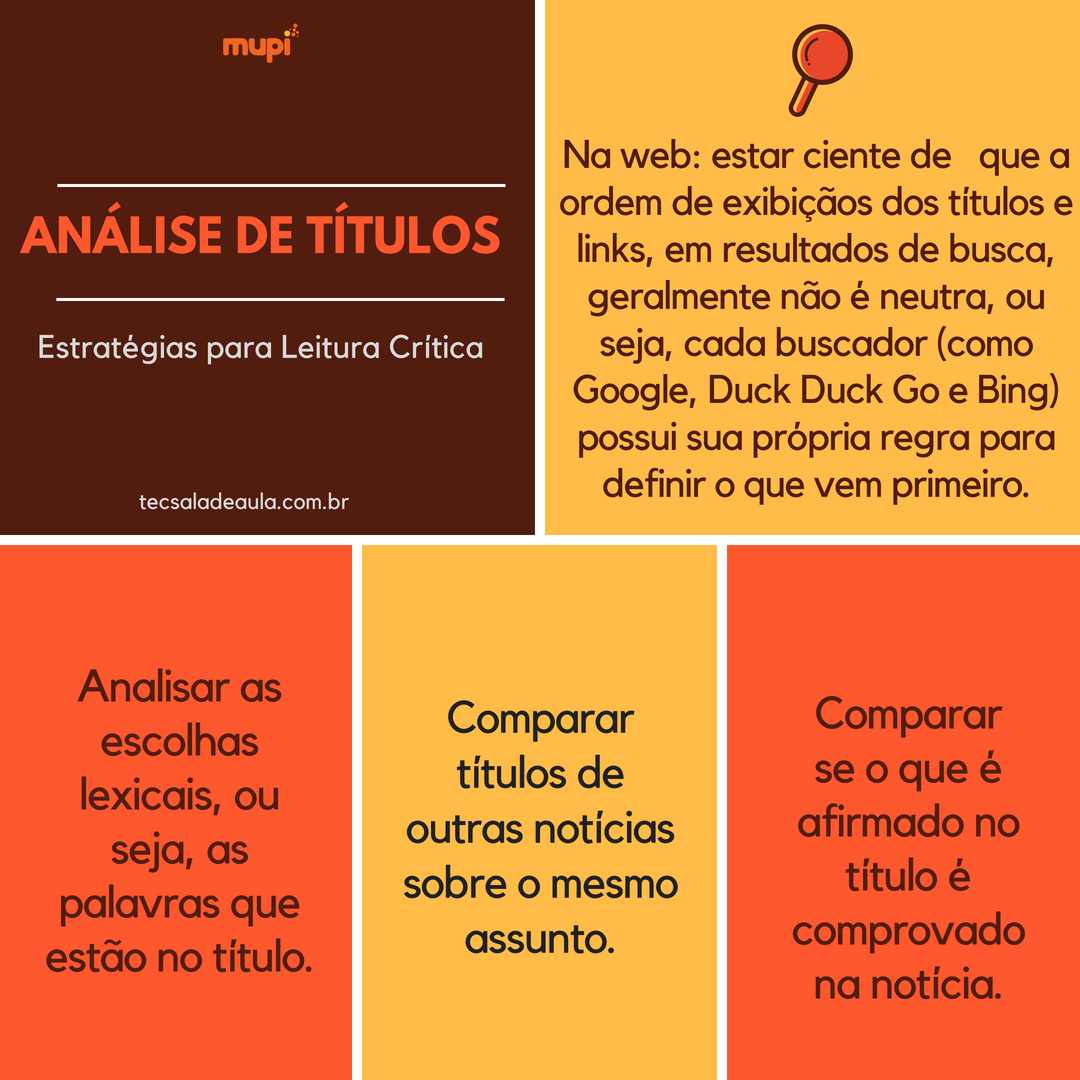 mupi
ANÁLISE DE TÍTULOS
Estratégias para Leitura Crítica
tecsaladeaula.com.br
Na web: estar ciente de que a
ordem de exibiçãos dos títulos e
links, em resultados de busca,
geralmente não é neutra, ou
seja, cada buscador (como
Google, Duck Duck Go e Bing)
possui sua própria regra para
definir o que vem primeiro.
Analisar as
escolhas
lexicais, ou
seja, as
palavras que
estão no título.
Comparar
títulos de
outras notícias
sobre o mesmo
assunto.
Comparar
se o que é
afirmado no
título é
comprovado
na notícia.